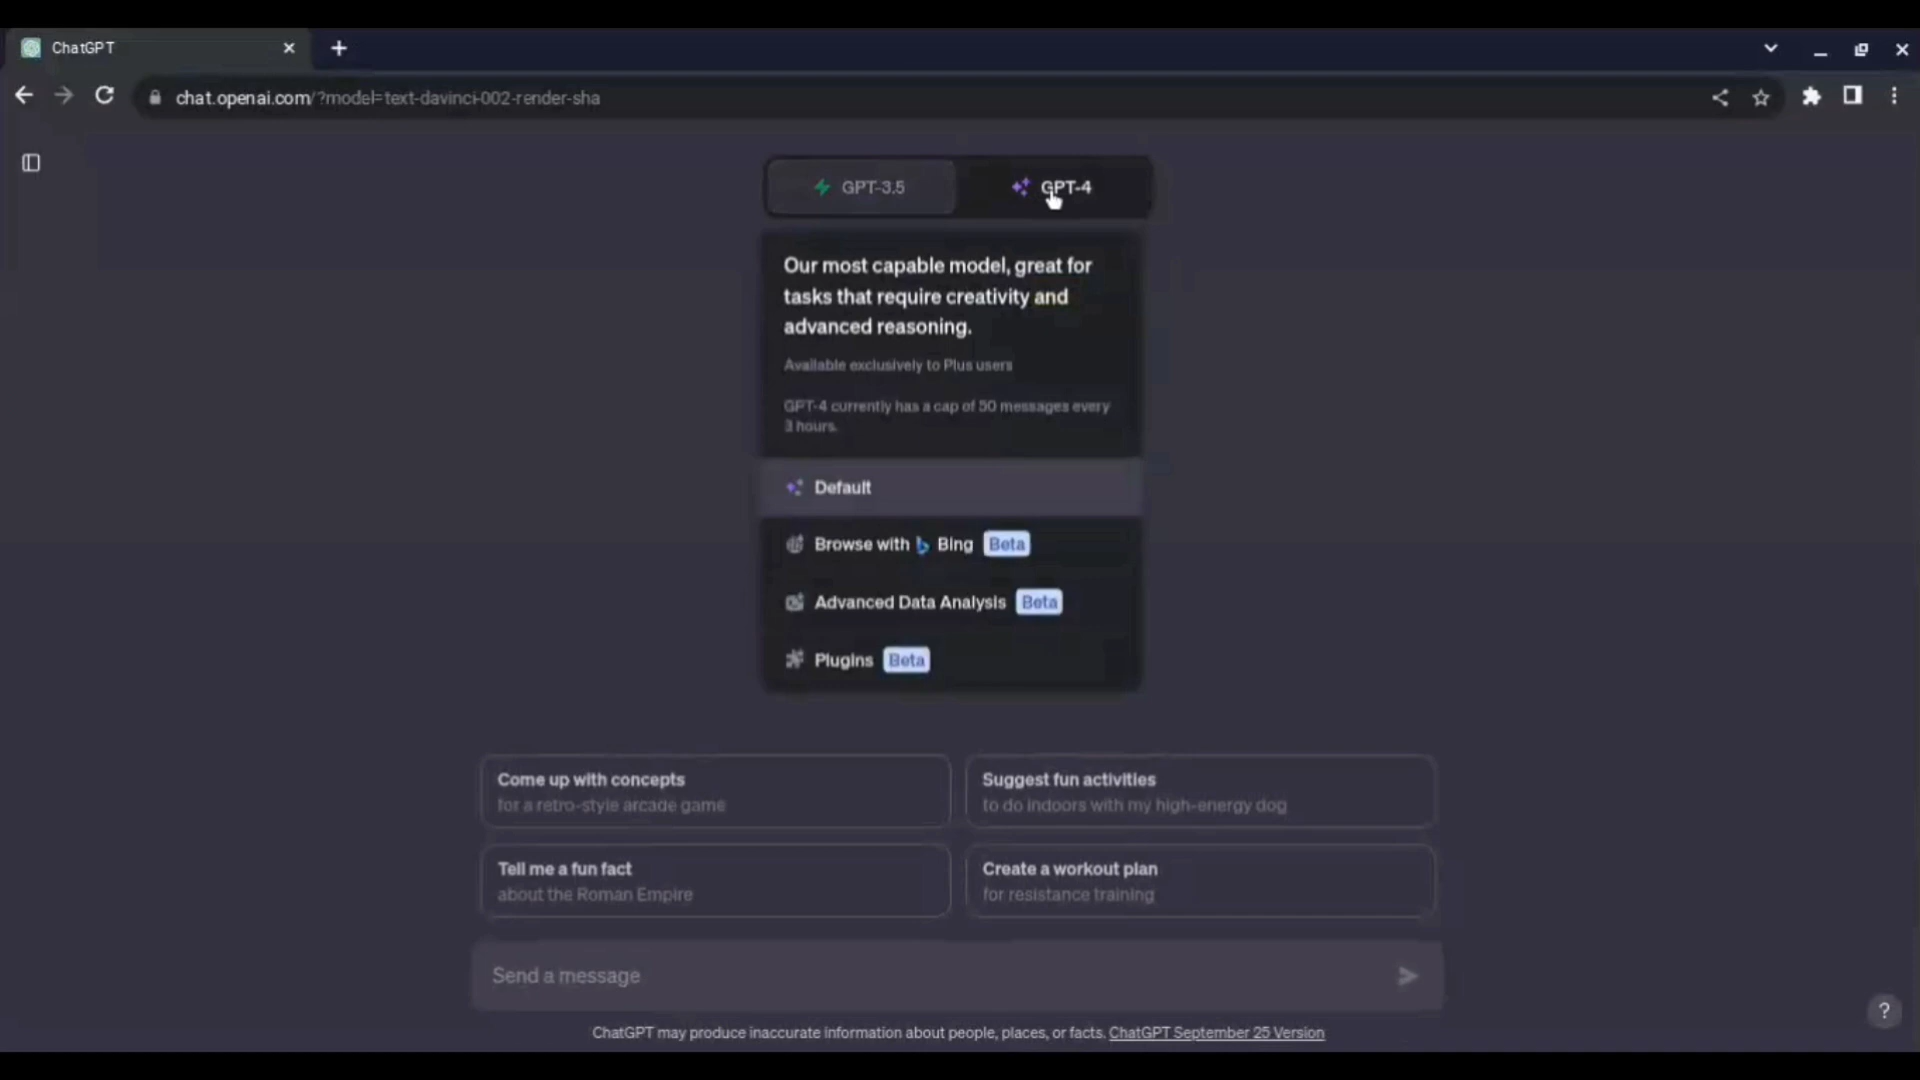 ChatGPT
chat.openai.com/?model=text-davinci-002-render-sha
GPT-3.5
GPT-4
Our most capable model, great for
tasks that require creativity and
advanced reasoning.
Available exclusively to Plus users
GPT-4 currently has a cap of 50 messages every
3 hours.
Default
Browse with Bing Beta
Advanced Data Analysis Beta
Plugins Beta
Come up with concepts
for a retro-style arcade game
Suggest fun activities
to do indoors with my high-energy dog
Tell me a fun fact
about the Roman Empire
Create a workout plan
for resistance training
Send a message
?
ChatGPT may produce inaccurate information about people, places, or facts. ChatGPT September 25 Version